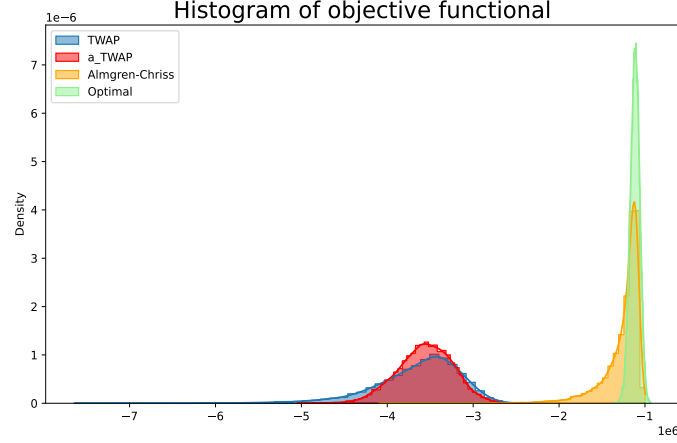 Histogram of objective functional
1e−6
TWAP
a_TWAP
Almgren-Chriss
Optimal
7
6
5
4
3
2
1
0
Density
−7 −6 −5 −4 −3 −2 −1
1e6